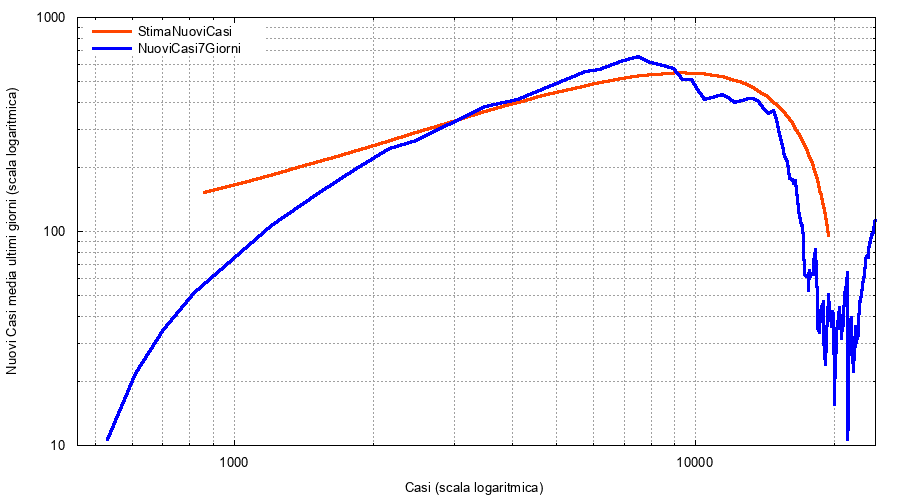 1000
StimaNuoviCasi
NuoviCasi7Giorni
Nuovi Casi media ultimi giorni (scala logaritmica)
100
10
1000
10000
Casi (scala logaritmica)